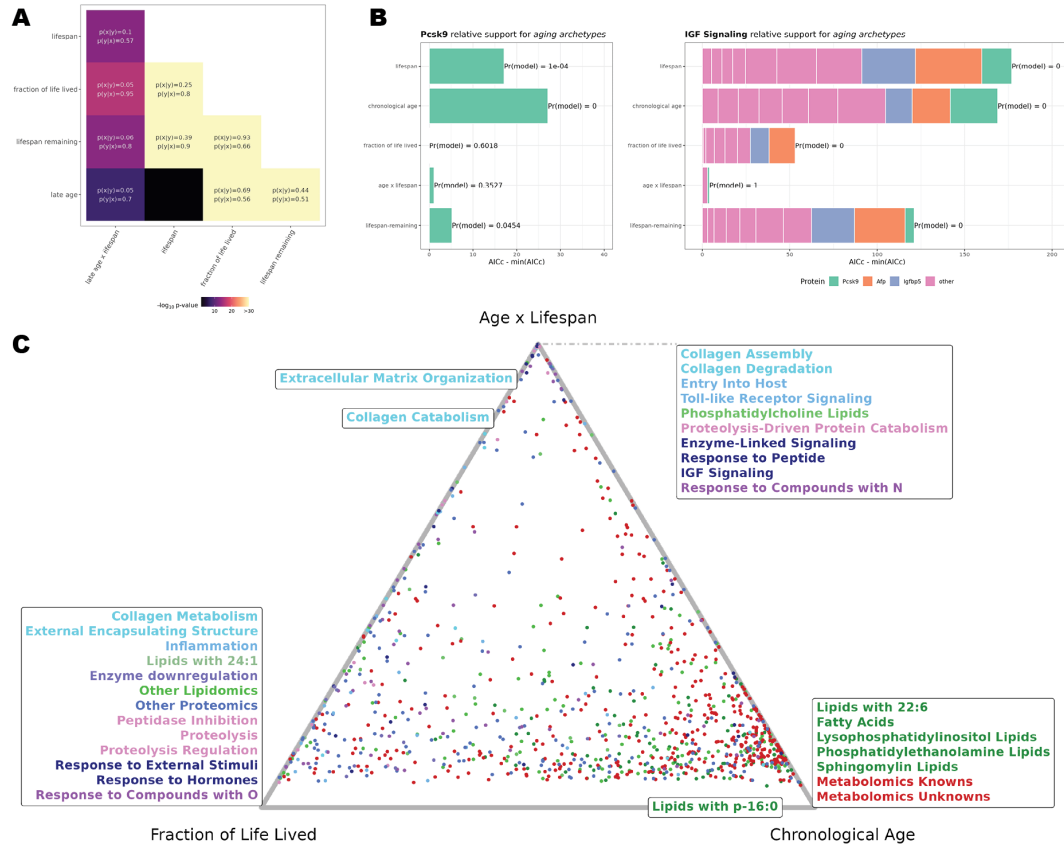 A
lifespan
fraction of life lived
lifespan remaining
late age
p(x|y)=0.1
p(y|x)=0.57
p(x|y)=0.05
p(y|x)=0.95
p(x|y)=0.25
p(y|x)=0.8
p(x|y)=0.06
p(y|x)=0.8
p(x|y)=0.39
p(y|x)=0.9
p(x|y)=0.93
p(y|x)=0.66
p(x|y)=0.05
p(y|x)=0.7
p(x|y)=0.69
p(y|x)=0.56
p(x|y)=0.44
p(y|x)=0.51
late age x lifespan
lifespan
fraction of life lived
lifespan remaining
-log10 p-value
10 20 >30
B
Pcsk9 relative support for aging archetypes
lifespan
chronological age
fraction of life lived
age x lifespan
lifespan-remaining
Pr(model) = 1e-04
Pr(model) = 0
Pr(model) = 0.6018
Pr(model) = 0.3527
Pr(model) = 0.0454
0 10 20 30 40
AICc - min(AICc)
IGF Signaling relative support for aging archetypes
lifespan
chronological age
fraction of life lived
age x lifespan
lifespan-remaining
Pr(model) = 0
Pr(model) = 0
Pr(model) = 0
Pr(model) = 1
Pr(model) = 0
0 50 100 150 200
AICc - min(AICc)
Protein Pcsk9 Afp Igfbp5 other
C
Age x Lifespan
Extracellular Matrix Organization
Collagen Catabolism
Collagen Assembly
Collagen Degradation
Entry Into Host
Toll-like Receptor Signaling
Phosphatidylcholine Lipids
Proteolysis-Driven Protein Catabolism
Enzyme-Linked Signaling
Response to Peptide
IGF Signaling
Response to Compounds with N
Collagen Metabolism
External Encapsulating Structure
Inflammation
Lipids with 24:1
Enzyme downregulation
Other Lipidomics
Other Proteomics
Peptidase Inhibition
Proteolysis
Proteolysis Regulation
Response to External Stimuli
Response to Hormones
Response to Compounds with O
Lipids with 22:6
Fatty Acids
Lysophosphatidylinositol Lipids
Phosphatidylethanolamine Lipids
Sphingomylin Lipids
Metabolomics Knowns
Metabolomics Unknowns
Lipids with p-16:0
Fraction of Life Lived
Chronological Age